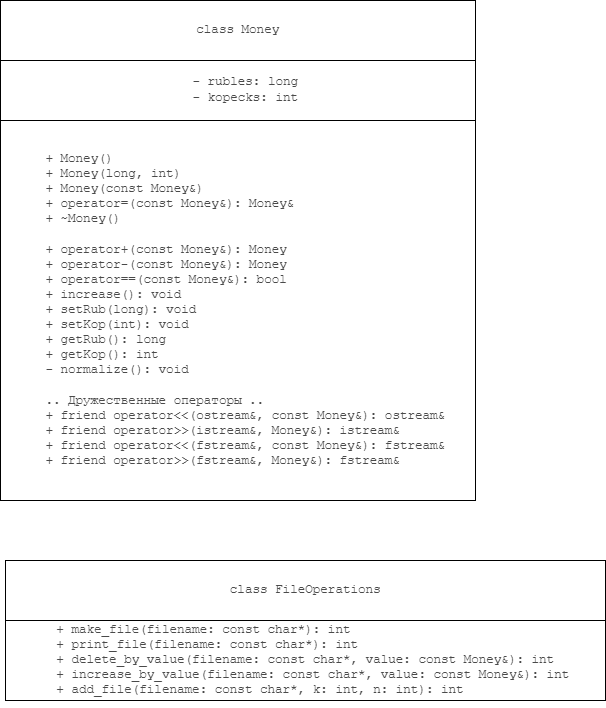 class Money
- rubles: long
- kopecks: int
+ Money()
+ Money(long, int)
+ Money(const Money&)
+ operator=(const Money&): Money&
+ ~Money()
+ operator+(const Money&): Money
+ operator-(const Money&): Money
+ operator==(const Money&): bool
+ increase(): void
+ setRub(long): void
+ setKop(int): void
+ getRub(): long
+ getKop(): int
- normalize(): void
.. Дружественные операторы ..
+ friend operator<<(ostream&, const Money&): ostream&
+ friend operator>>(istream&, Money&): istream&
+ friend operator<<(fstream&, const Money&): fstream&
+ friend operator>>(fstream&, Money&): fstream&
class FileOperations
+ make_file(filename: const char*): int
+ print_file(filename: const char*): int
+ delete_by_value(filename: const char*, value: const Money&): int
+ increase_by_value(filename: const char*, value: const Money&): int
+ add_file(filename: const char*, k: int, n: int): int